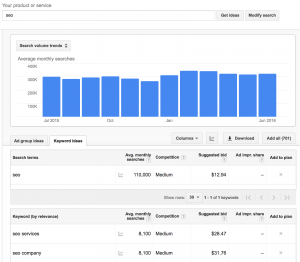 Your product or service
seo
Get ideas
Modify search
Search volume trends
Average monthly searches
400K
300K
200K
100K
Jul 2015
Oct
Jan
Jun 2016
Ad group ideas
Keyword ideas
Columns
Download
Add all (701)
Search terms
Avg. monthly searches
Competition
Suggested bid
Ad impr. share
Add to plan
seo
110,000
Medium
$12.94
–
Show rows: 30
1 - 1 of 1 keywords
Keyword (by relevance)
Avg. monthly searches
Competition
Suggested bid
Ad impr. share
Add to plan
seo services
8,100
Medium
$28.47
–
seo company
8,100
Medium
$31.76
–